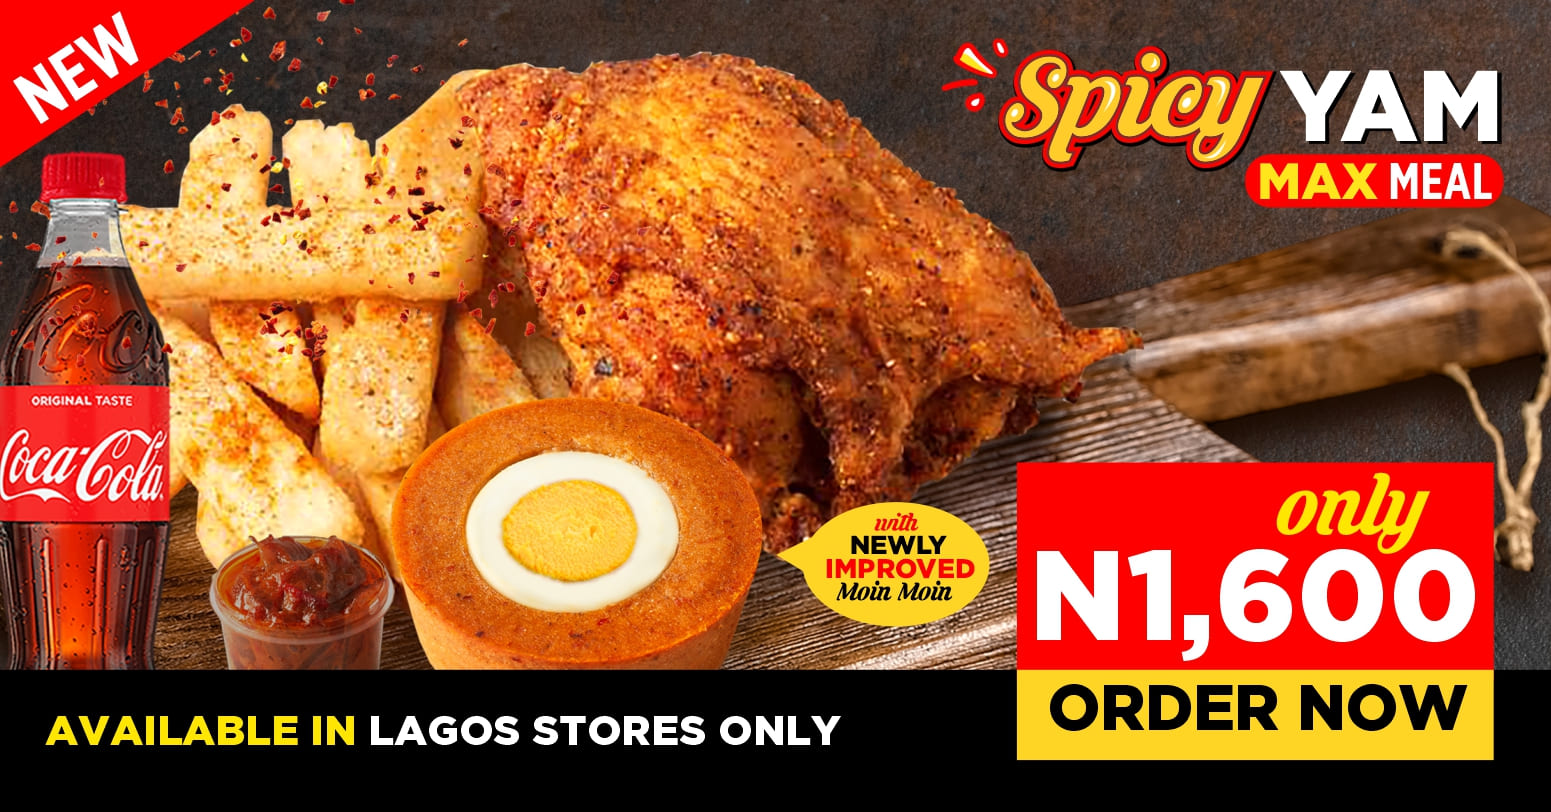 NEW
Spicy YAM
MAX MEAL
ORIGINAL TASTE
Coca-Cola
with
NEWLY
IMPROVED
Moin Moin
only
N1,600
ORDER NOW
AVAILABLE IN LAGOS STORES ONLY